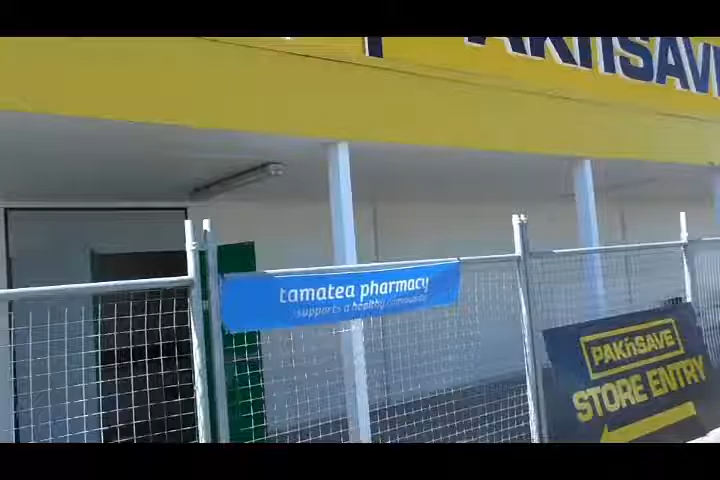 PAK'nSAVE
tamatea pharmacy
supports a healthy community
PAK'nSAVE
STORE ENTRY